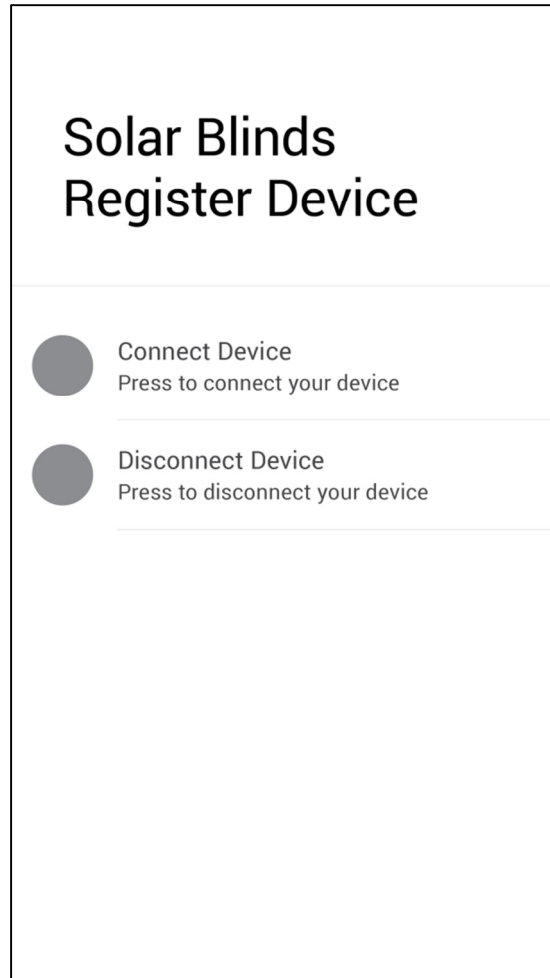 Solar Blinds
Register Device
Connect Device
Press to connect your device
Disconnect Device
Press to disconnect your device